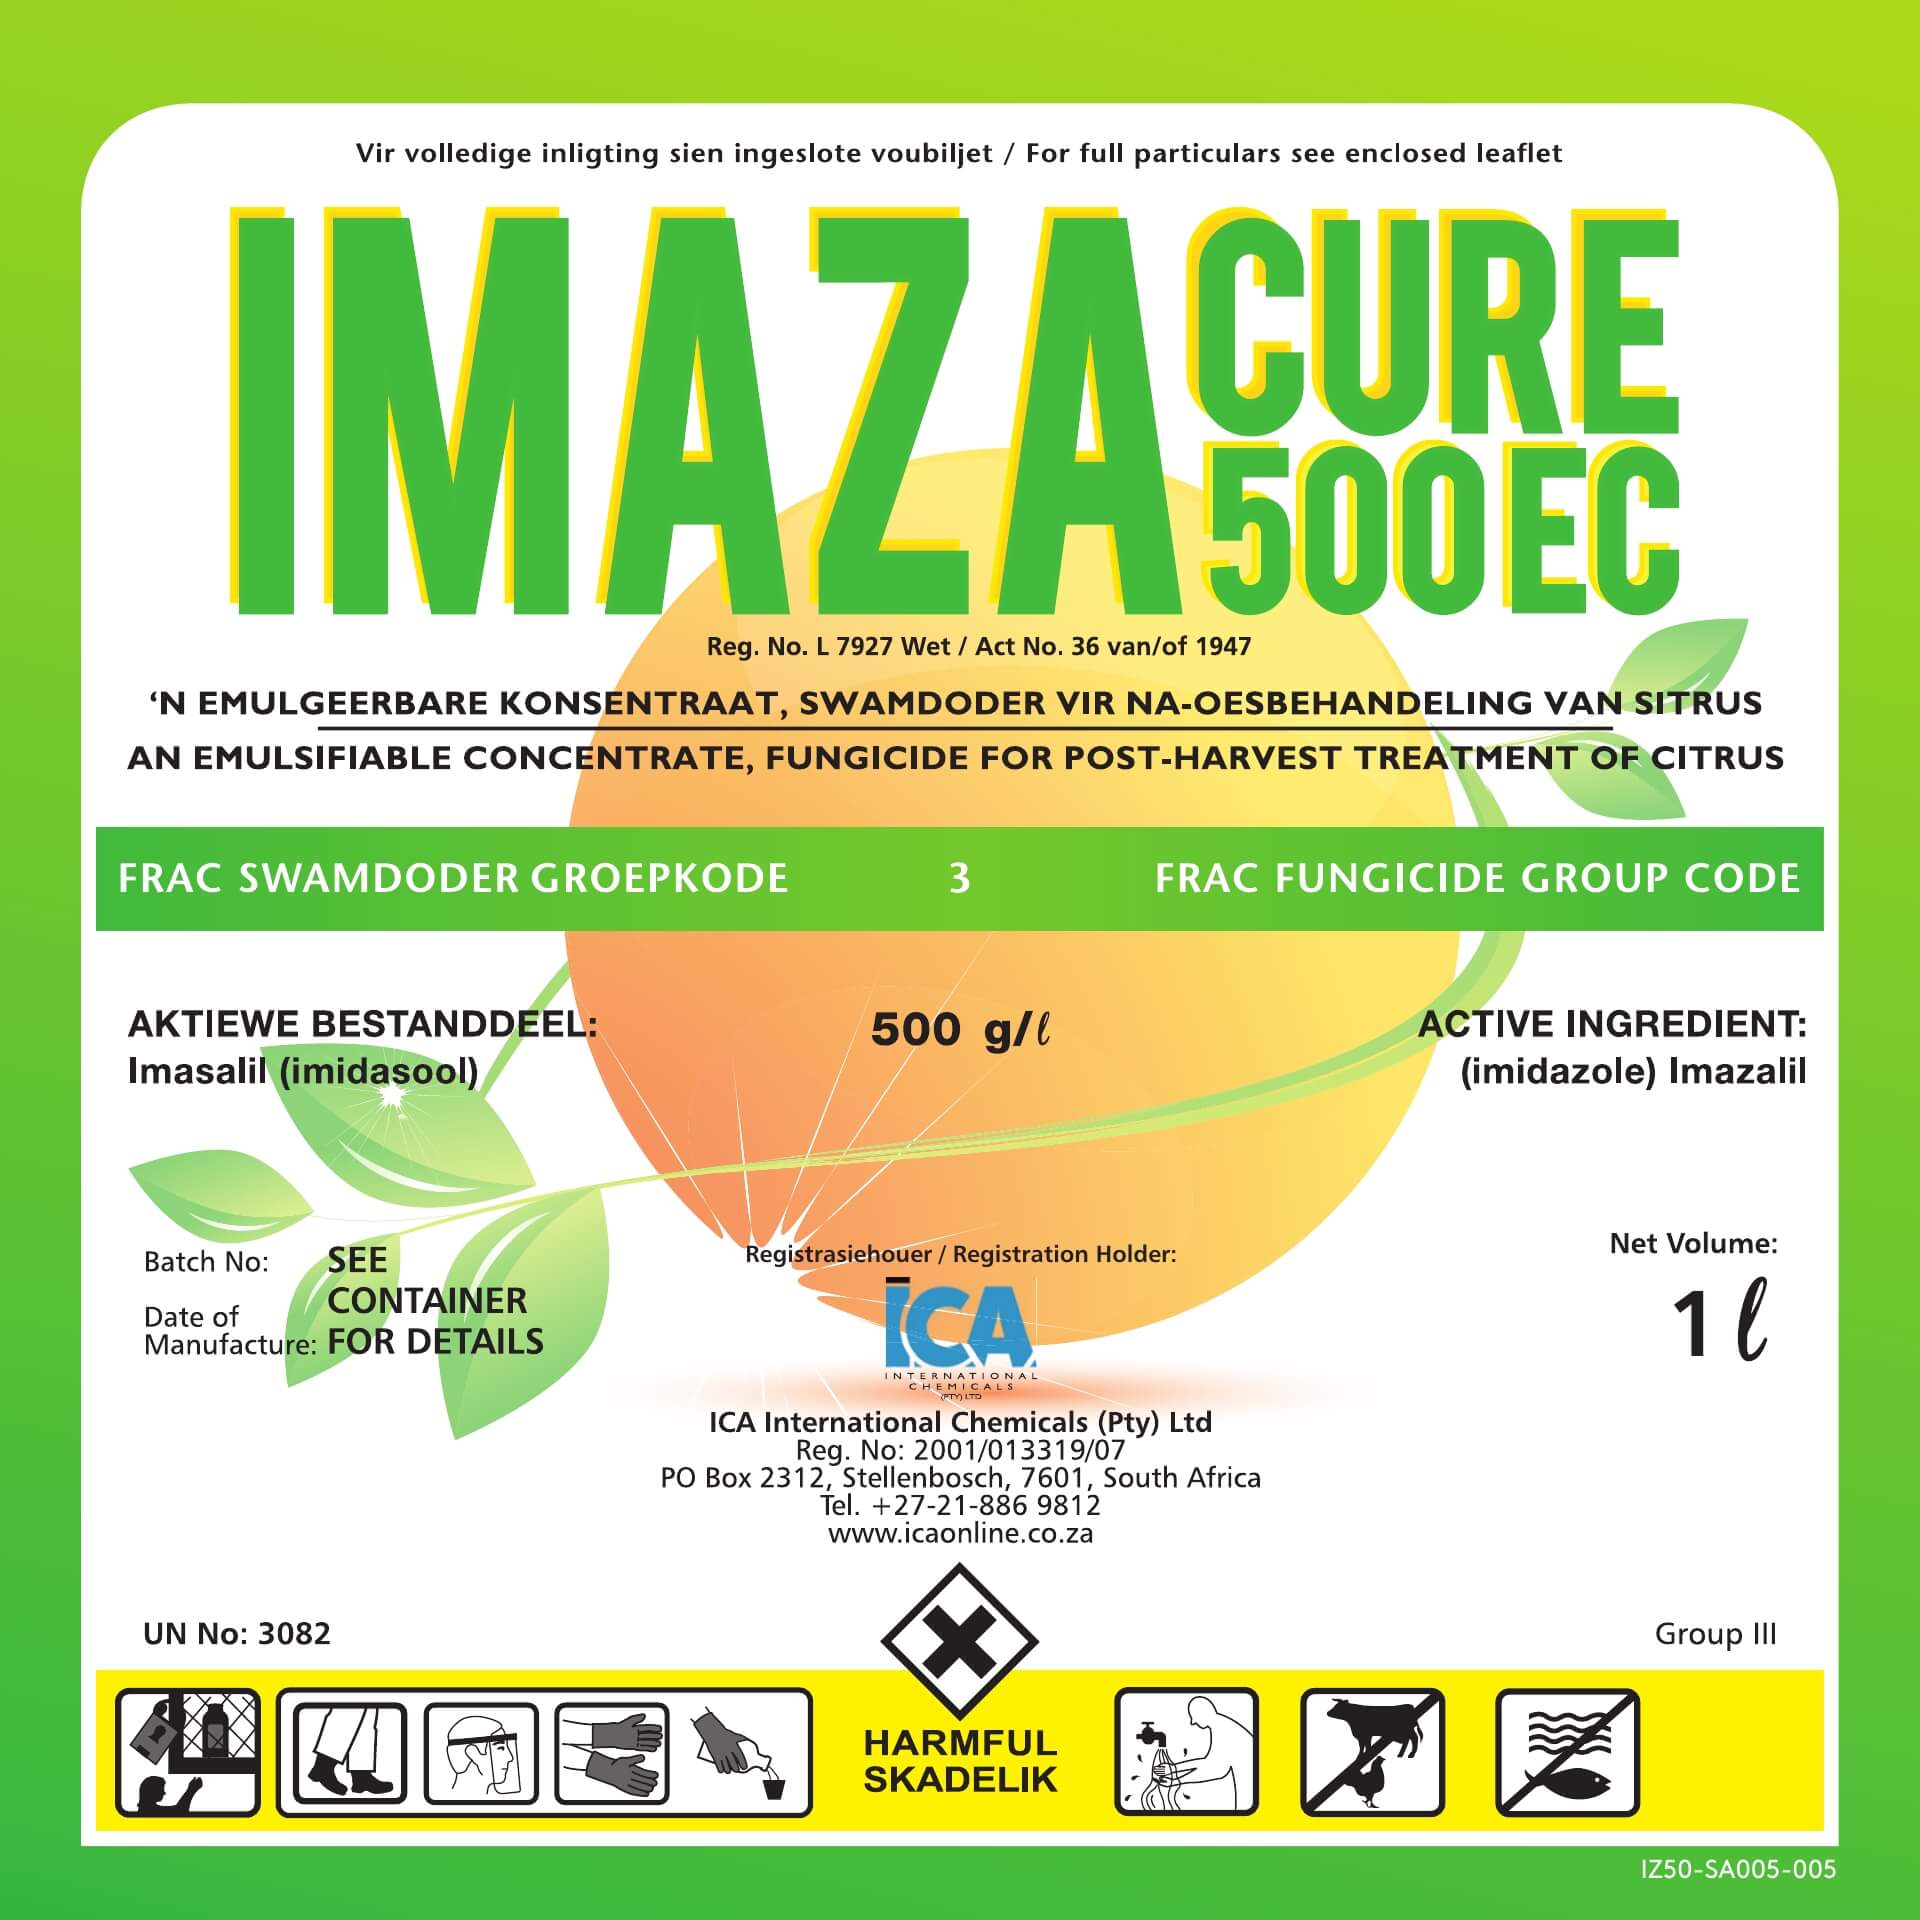 Vir volledige inligting sien ingeslote voubiljet / For full particulars see enclosed leaflet
IMAZACURE
500EC
Reg. No. L 7927 Wet / Act No. 36 van/of 1947
‘N EMULGEERBARE KONSENTRAAT, SWAMDODER VIR NA-OESBEHANDELING VAN SITRUS
AN EMULSIFIABLE CONCENTRATE, FUNGICIDE FOR POST-HARVEST TREATMENT OF CITRUS
FRAC SWAMDODER GROEPKODE 3 FRAC FUNGICIDE GROUP CODE
AKTIEWE BESTANDDEEL:
Imasalil (imidasool)
500 g/ℓ
ACTIVE INGREDIENT:
(imidazole) Imazalil
Batch No:
Date of
Manufacture:
SEE
CONTAINER
FOR DETAILS
Registrasiehouer / Registration Holder:
ICA
INTERNATIONAL
CHEMICALS
(PTY) LTD
ICA International Chemicals (Pty) Ltd
Reg. No: 2001/013319/07
PO Box 2312, Stellenbosch, 7601, South Africa
Tel. +27-21-886 9812
www.icaonline.co.za
Net Volume:
1 ℓ
UN No: 3082
Group III
HARMFUL
SKADELIK
IZ50-SA005-005